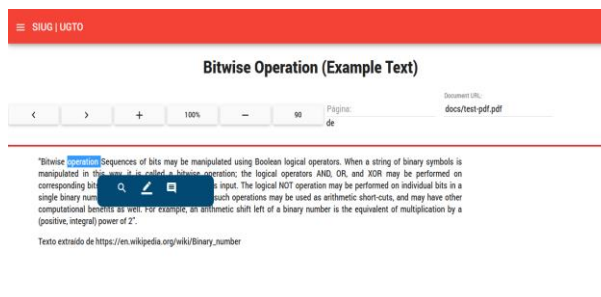 SIUG | UGTO
Bitwise Operation (Example Text)
Document URL:
Página:
docs/test-pdf.pdf
100%
90
de
"Bitwise operation Sequences of bits may be manipulated using Boolean logical operators. When a string of binary symbols is
manipulated in this way, it is called a bitwise operation; the logical operators AND, OR, and XOR may be performed on
corresponding input. The logical NOT operation may be performed on individual bits in a
single binary such operations may be used as arithmetic short-cuts, and may have other
computational benefits as well. For example, an arithmetic shift left of a binary number is the equivalent of multiplication by a
(positive, integral) power of 2".
Texto extraído de https://en.wikipedia.org/wiki/Binary_number